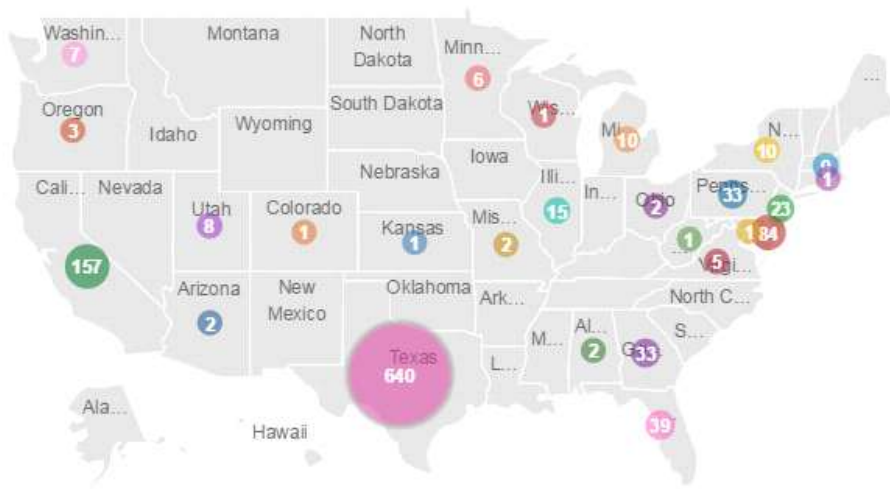 Washin...
7
Montana
North
Dakota
Minn...
6
Oregon
3
Idaho
Wyoming
South Dakota
Wis...
1
Mi...
10
N...
10
...
Iowa
Nebraska
Cali...
Nevada
Utah
8
Colorado
1
Kansas
1
Mis...
2
Illi...
15
In...
Ohio
2
Penns...
33
1
23
84
157
Arizona
2
New
Mexico
Oklahoma
Ark...
1
...
5
North C...
S...
Texas
640
L...
M...
Al...
2
33
39
Ala...
Hawaii